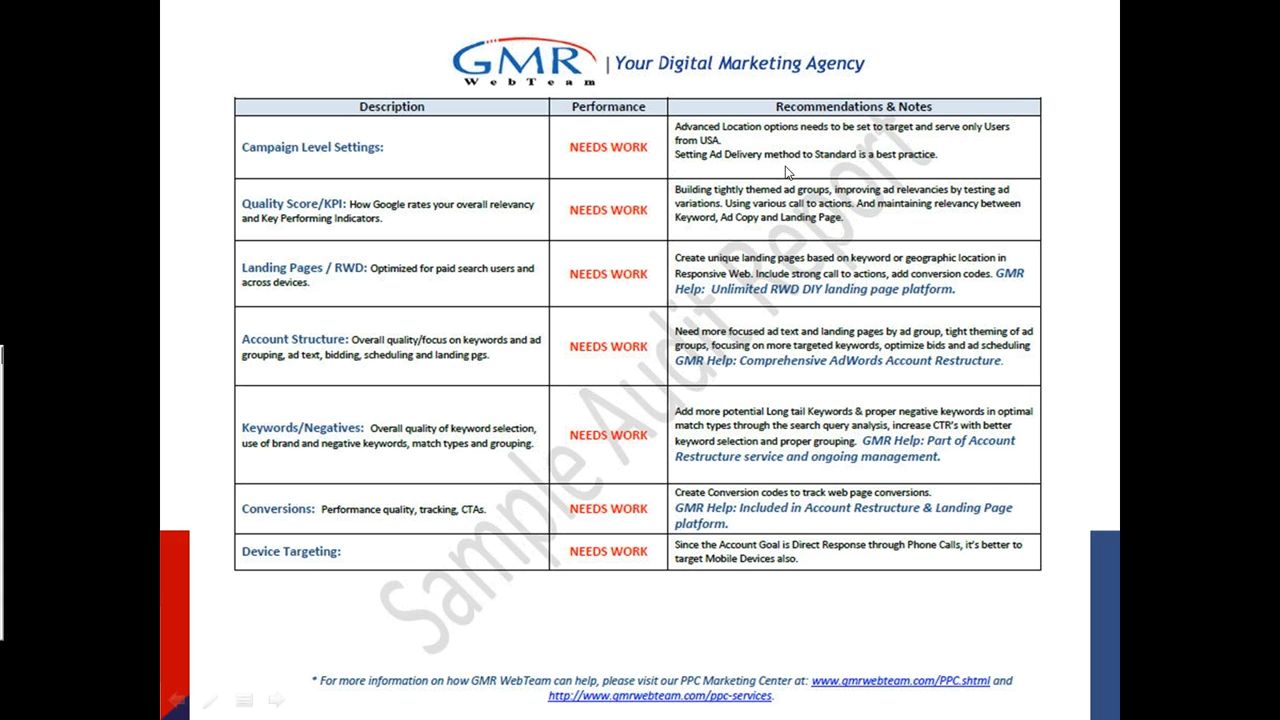 GMR
WebTeam
| Your Digital Marketing Agency
Description
Performance
Recommendations & Notes
Campaign Level Settings:
NEEDS WORK
Advanced Location options needs to be set to target and serve only Users
from USA.
Setting Ad Delivery method to Standard is a best practice.
Quality Score/KPI: How Google rates your overall relevancy
and Key Performing Indicators.
NEEDS WORK
Building tightly themed ad groups, improving ad relevancies by testing ad
variations. Using various call to actions. And maintaining relevancy between
Keyword, Ad Copy and Landing Page.
Landing Pages / RWD: Optimized for paid search users and
across devices.
NEEDS WORK
Create unique landing pages based on keyword or geographic location in
Responsive Web. Include strong call to actions, add conversion codes. GMR
Help: Unlimited RWD DIY landing page platform.
Account Structure: Overall quality/focus on keywords and ad
grouping, ad text, bidding, scheduling and landing pgs.
NEEDS WORK
Need more focused ad text and landing pages by ad group, tight theming of ad
groups, focusing on more targeted keywords, optimize bids and ad scheduling
GMR Help: Comprehensive AdWords Account Restructure.
Keywords/Negatives: Overall quality of keyword selection,
use of brand and negative keywords, match types and grouping.
NEEDS WORK
Add more potential Long tail Keywords & proper negative keywords in optimal
match types through the search query analysis, increase CTR's with better
keyword selection and proper grouping. GMR Help: Part of Account
Restructure service and ongoing management.
Conversions: Performance quality, tracking, CTAs.
NEEDS WORK
Create Conversion codes to track web page conversions.
GMR Help: Included in Account Restructure & Landing Page
platform.
Device Targeting:
NEEDS WORK
Since the Account Goal is Direct Response through Phone Calls, it's better to
target Mobile Devices also.
Sample Audit Report
* For more information on how GMR WebTeam can help, please visit our PPC Marketing Center at: www.gmrwebteam.com/PPC.shtml and
http://www.gmrwebteam.com/ppc-services.